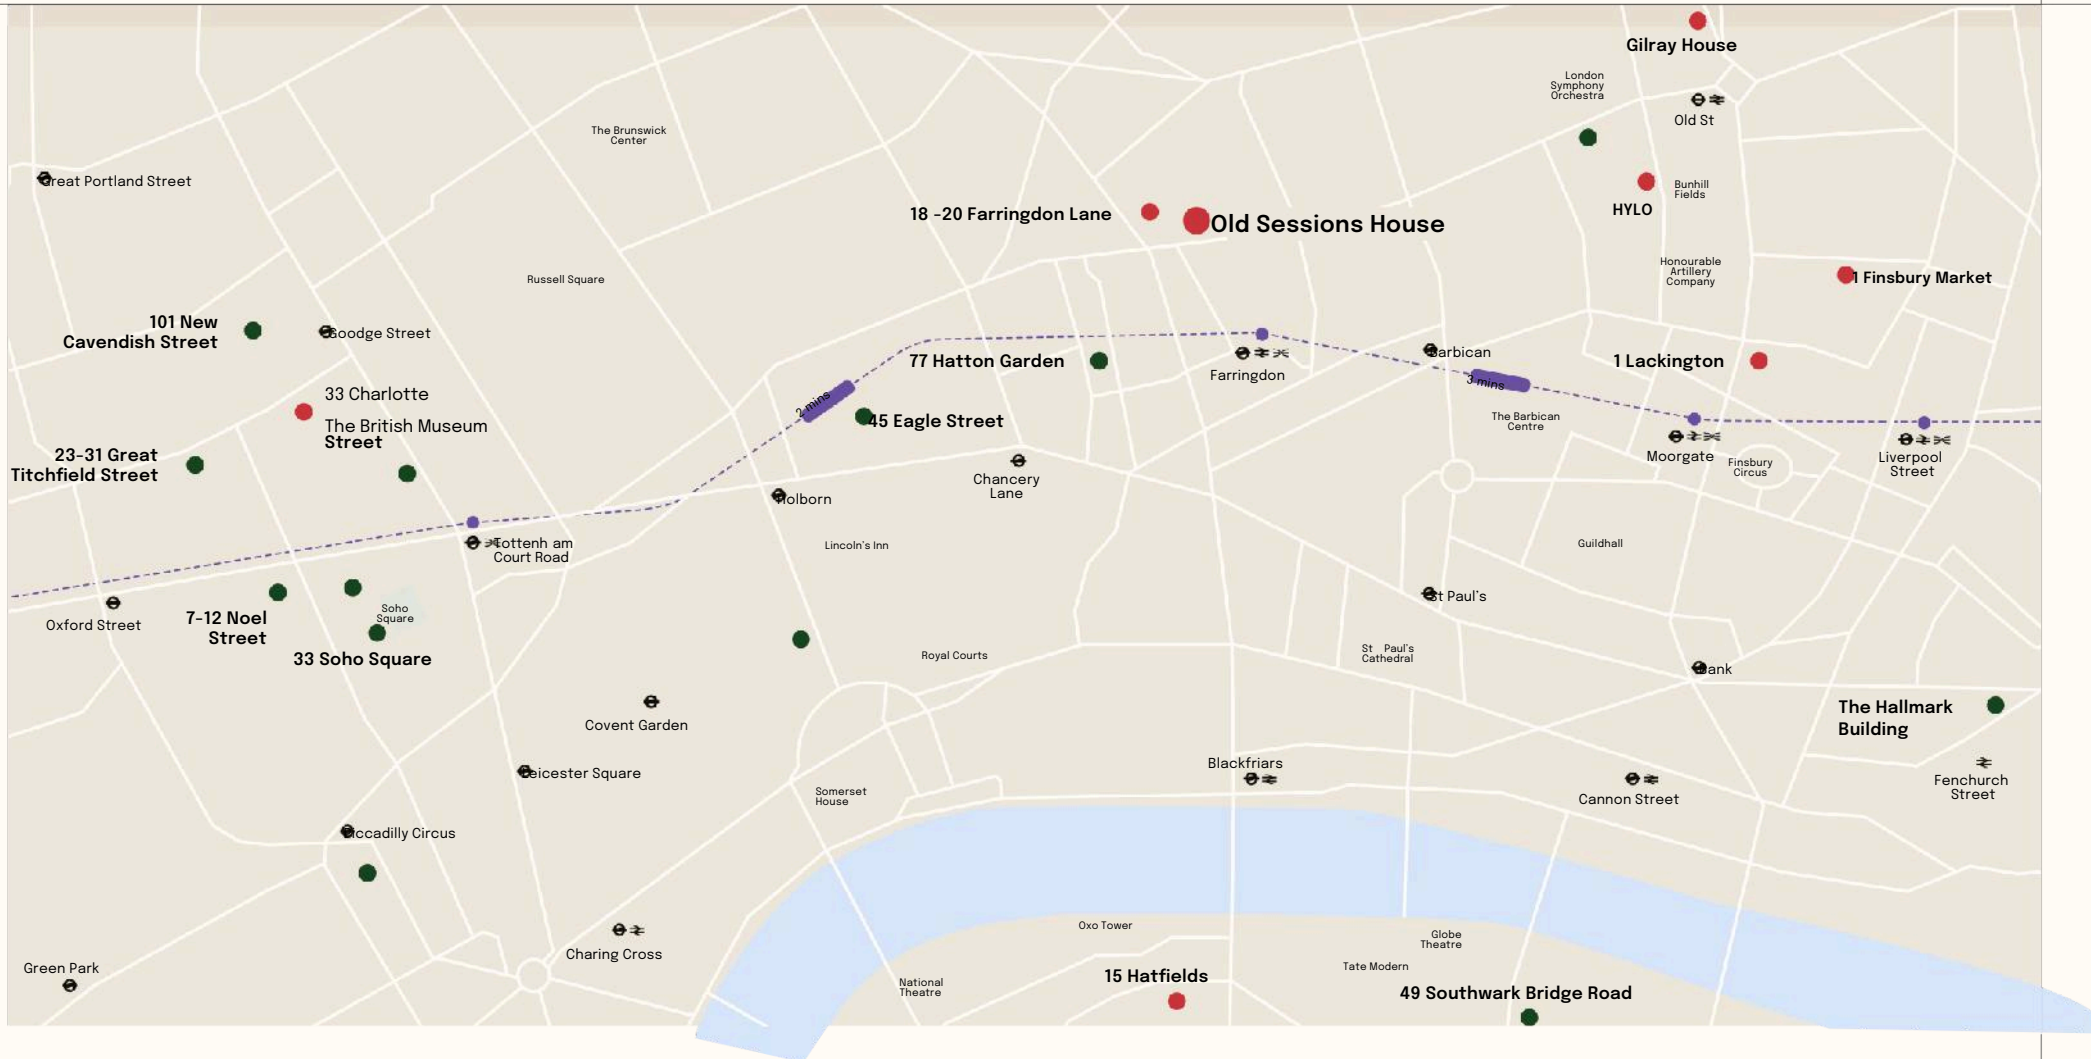 Gilray House
London
Symphony
Orchestra
Old St
The Brunswick
Center
Great Portland Street
Bunhill
Fields
HYLO
18 -20 Farringdon Lane
Old Sessions House
Russell Square
Honourable
Artillery
Company
1 Finsbury Market
101 New
Cavendish Street
Goodge Street
77 Hatton Garden
Farringdon
Barbican
1 Lackington
3 mins
2 mins
33 Charlotte
The British Museum
Street
45 Eagle Street
The Barbican
Centre
23-31 Great
Titchfield Street
Chancery
Lane
Moorgate
Finsbury
Circus
Liverpool
Street
Holborn
Tottenh am
Court Road
Lincoln's Inn
Guildhall
Oxford Street
7-12 Noel
Street
Soho
Square
33 Soho Square
St Paul's
Royal Courts
St Paul's
Cathedral
Bank
The Hallmark
Building
Covent Garden
Leicester Square
Blackfriars
Somerset
House
Cannon Street
Fenchurch
Street
Piccadilly Circus
Charing Cross
Oxo Tower
Globe
Theatre
Tate Modern
Green Park
National
Theatre
15 Hatfields
49 Southwark Bridge Road